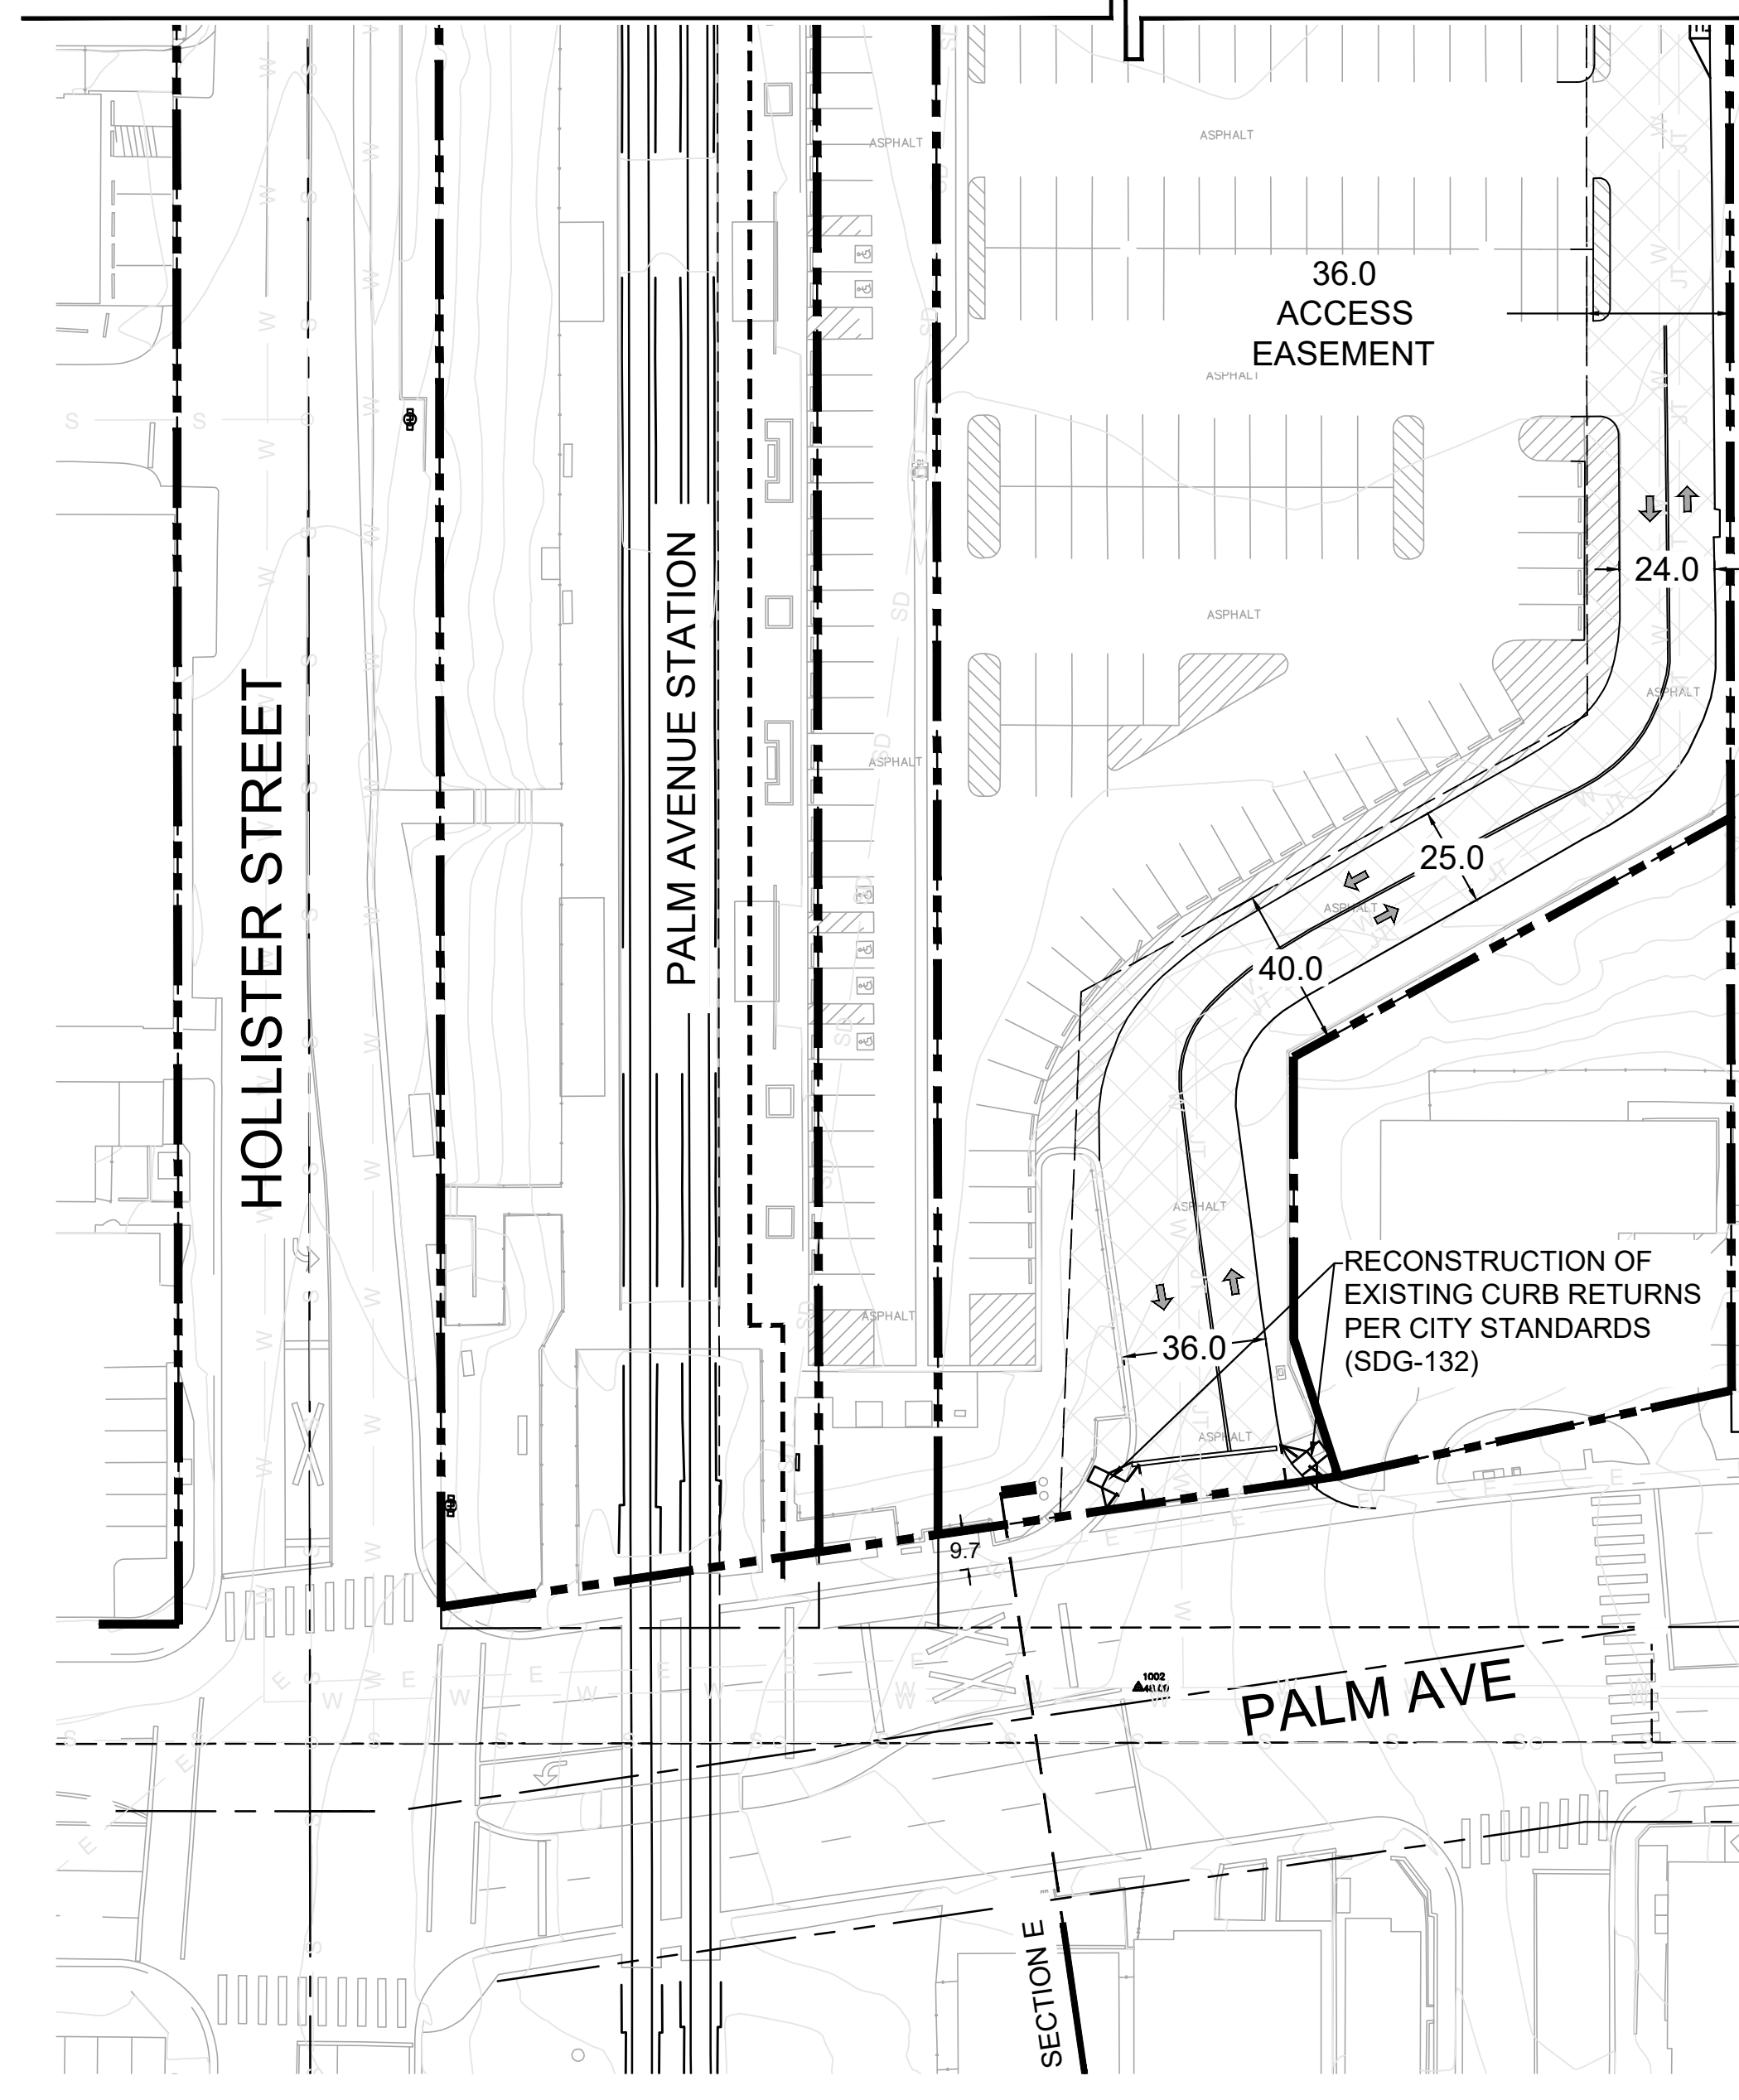 ASPHALT
ASPHALT
36.0
ACCESS
EASEMENT
ASPHALT
PALM AVENUE STATION
24.0
ASPHALT
HOLLISTER STREET
ASPHALT
ASPHALT
25.0
ASPHALT
40.0
ASPHALT
RECONSTRUCTION OF
EXISTING CURB RETURNS
PER CITY STANDARDS
(SDG-132)
ASPHALT
36.0
ASPHALT
9.7
1002
PALM AVE
SECTION E